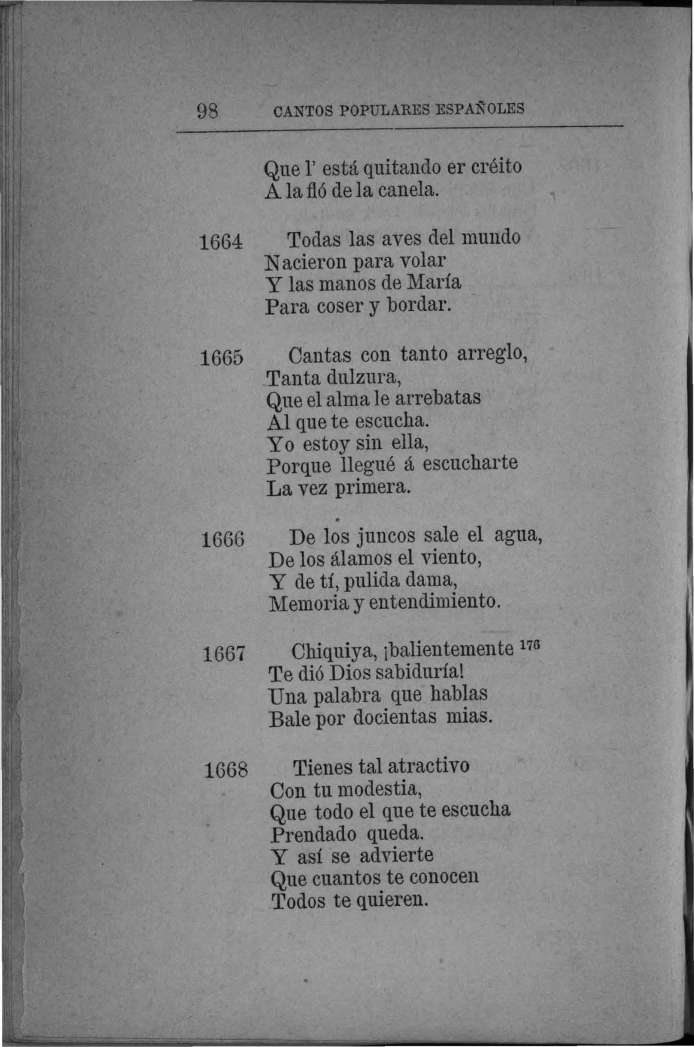 98 CANTOS POPULARES ESPAÑOLES
Que l' está quitando er créito
A la fló de la canela.
1664 Todas las aves del mundo
Nacieron para volar
Y las manos de María
Para coser y bordar.
1665 Cantas con tanto arreglo,
Tanta dulzura,
Que el alma le arrebatas
Al que te escucha.
Yo estoy sin ella,
Porque llegué á escucharte
La vez primera.
1666 De los juncos sale el agua,
De los álamos el viento,
Y de tí, pulida dama,
Memoria y entendimiento.
1667 Chiquiya, ¡balientemente 176
Te dió Dios sabiduría!
Una palabra que hablas
Bale por docientas mias.
1668 Tienes tal atractivo
Con tu modestia,
Que todo el que te escucha
Prendado queda.
Y así se advierte
Que cuantos te conocen
Todos te quieren.